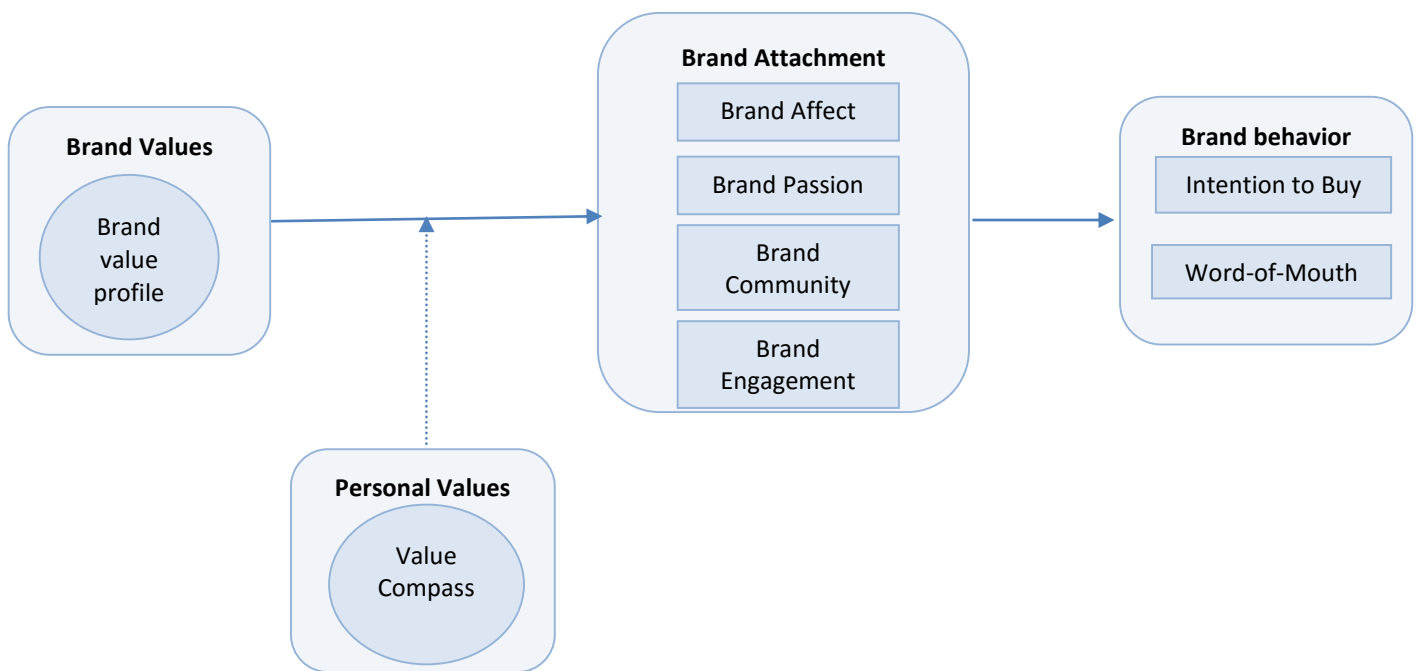 Brand Values
Brand
value
profile
Brand Attachment
Brand Affect
Brand Passion
Brand
Community
Brand
Engagement
Brand behavior
Intention to Buy
Word-of-Mouth
Personal Values
Value
Compass